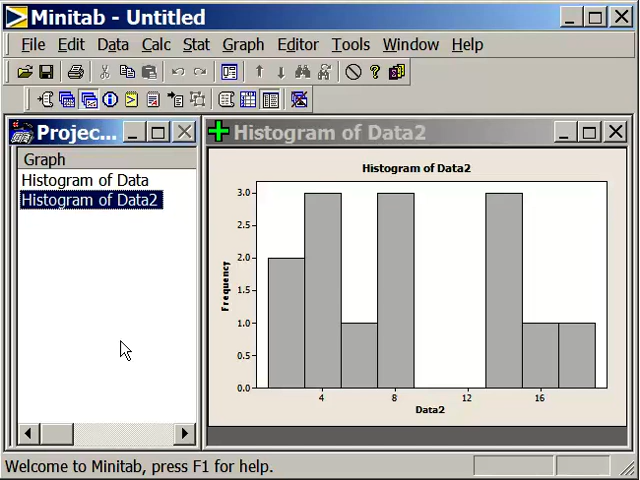 Minitab - Untitled
File Edit Data Calc Stat Graph Editor Tools Window Help
Projec...
Histogram of Data2
Graph
Histogram of Data
Histogram of Data2
Histogram of Data2
3.0
2.5
2.0
1.5
1.0
0.5
0.0
Frequency
4 8 12 16
Data2
Welcome to Minitab, press F1 for help.